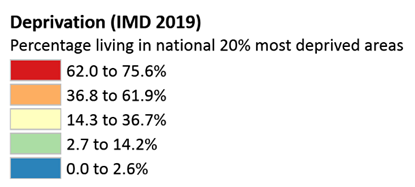 Deprivation (IMD 2019)
Percentage living in national 20% most deprived areas
62.0 to 75.6%
36.8 to 61.9%
14.3 to 36.7%
2.7 to 14.2%
0.0 to 2.6%